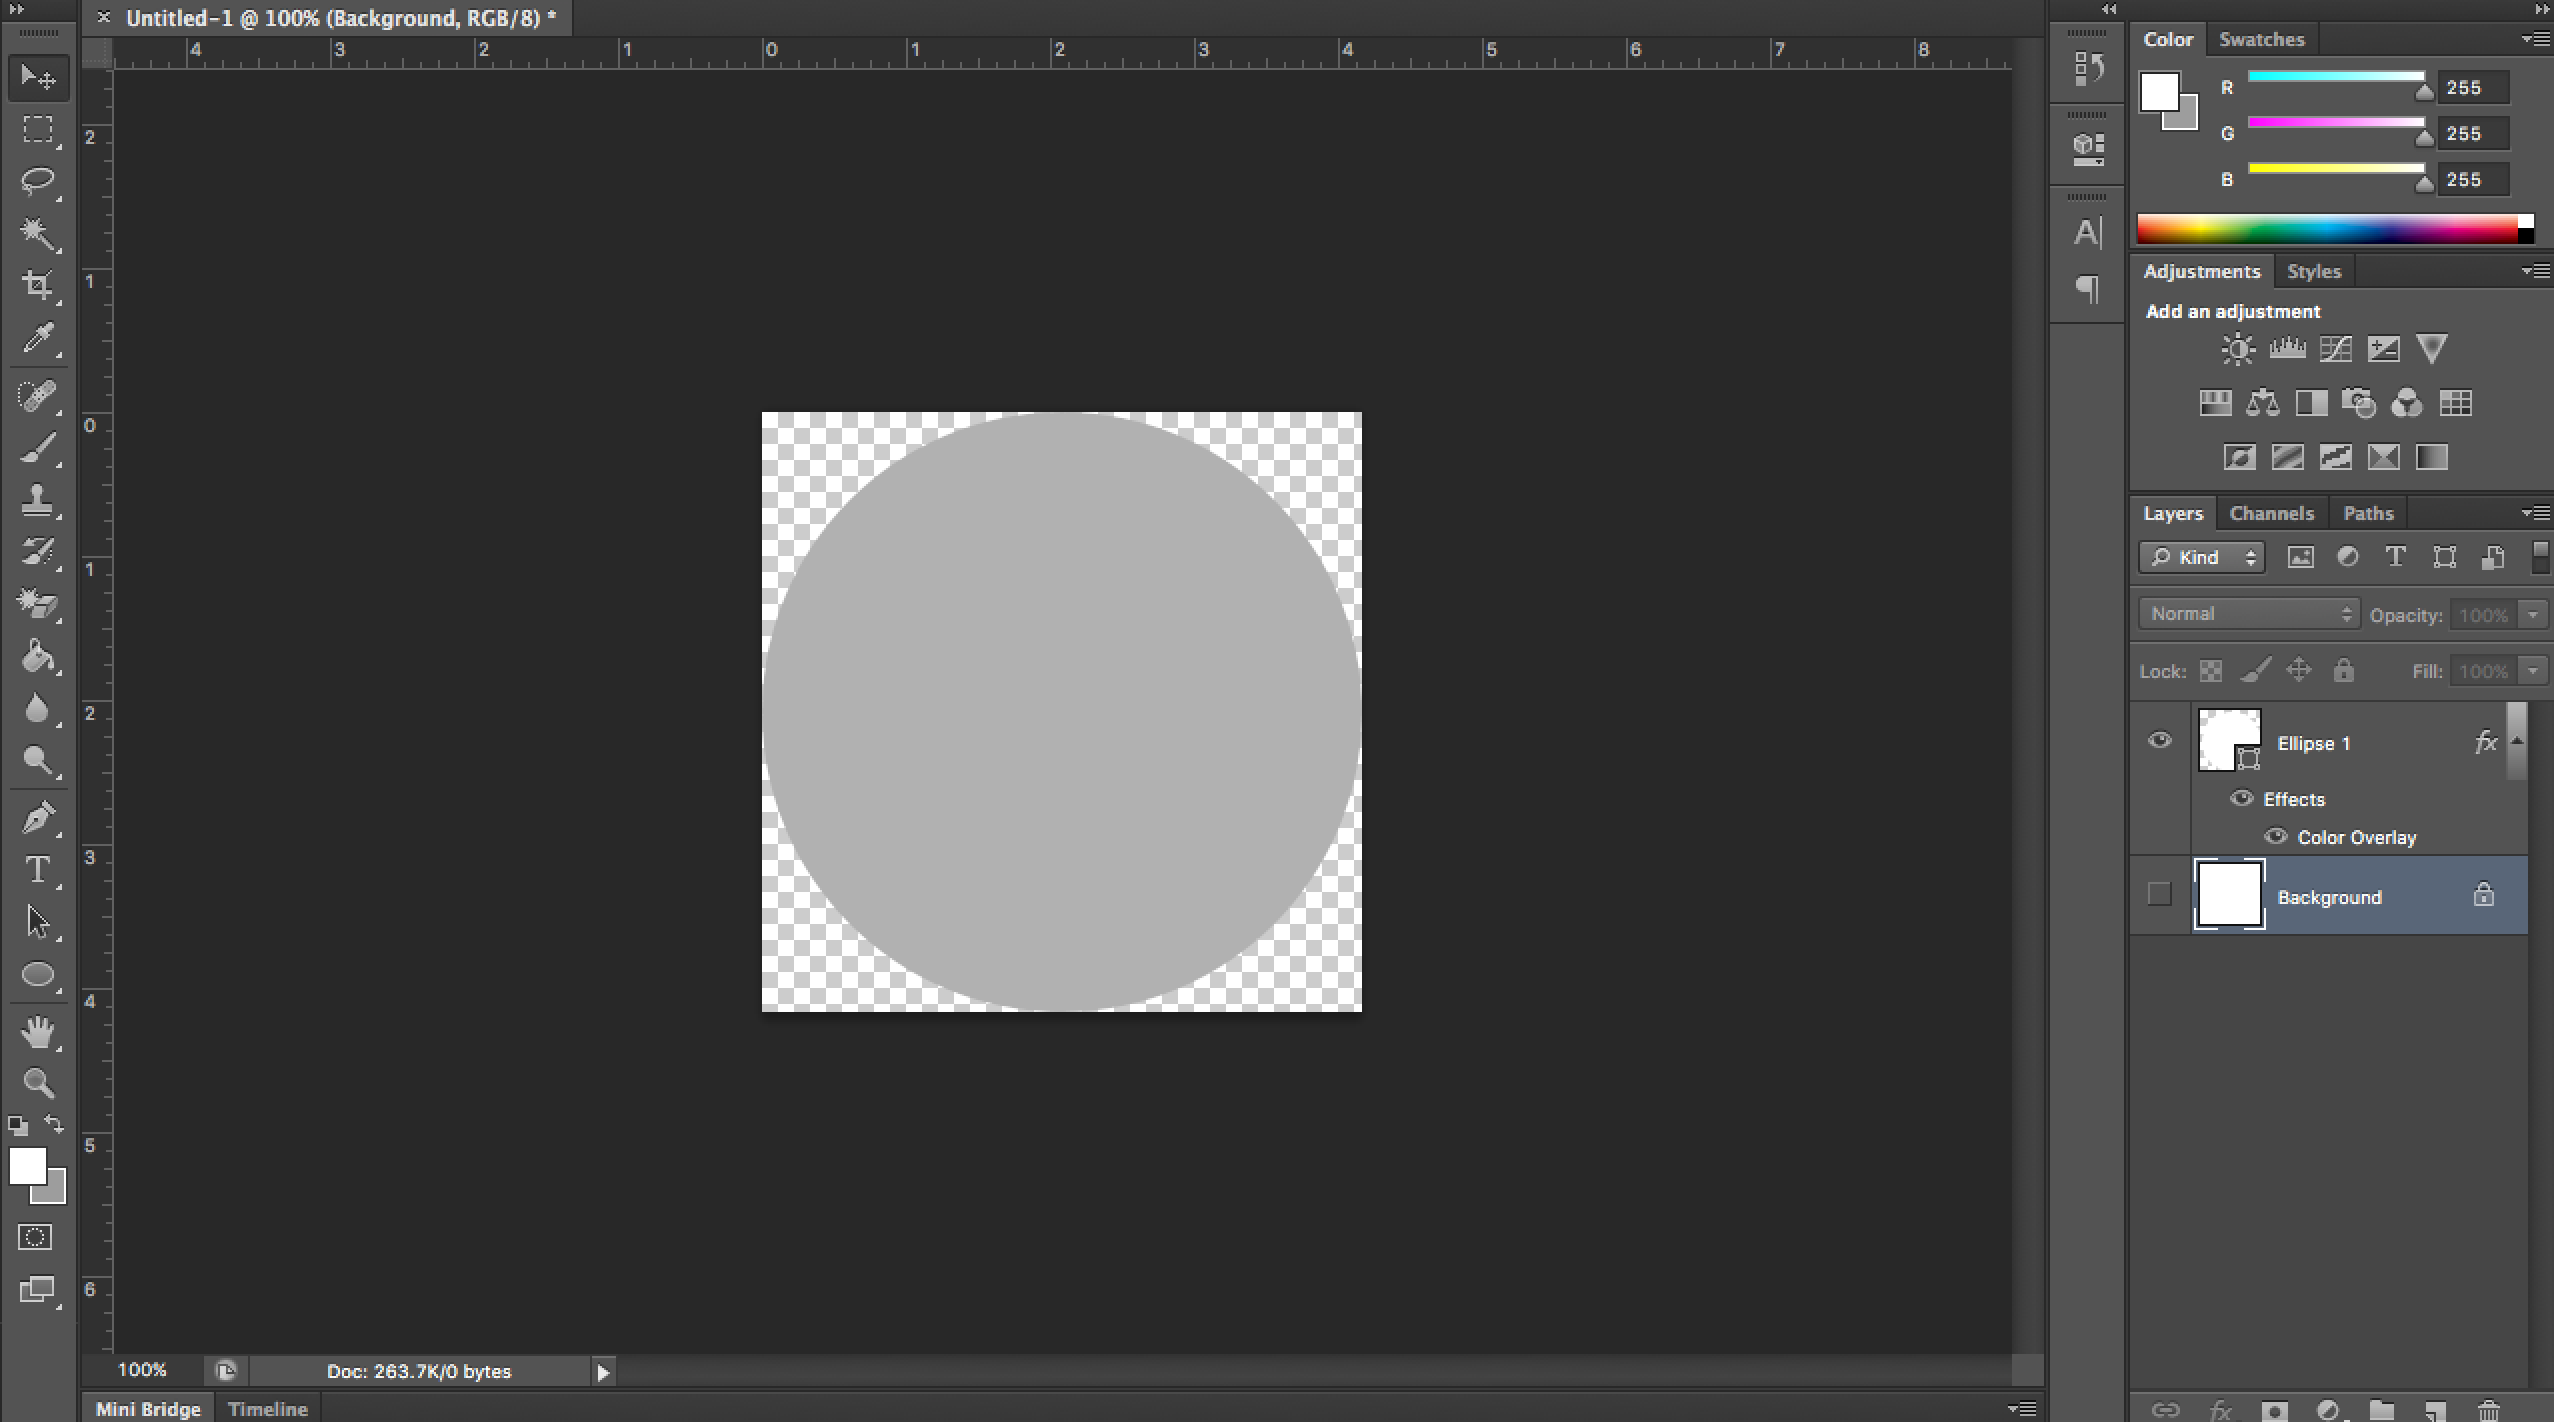 Untitled-1 @ 100% (Background, RGB/8) *
4 3 2 1 0 1 2 3 4 5 6 7 8
2
1
0
1
2
3
4
5
6
Color Swatches
R 255
G 255
B 255
Adjustments Styles
Add an adjustment
Layers Channels Paths
Kind
Normal Opacity: 100%
Lock: Fill: 100%
Ellipse 1 fx
Effects
Color Overlay
Background
100% Doc: 263.7K/0 bytes
Mini Bridge Timeline